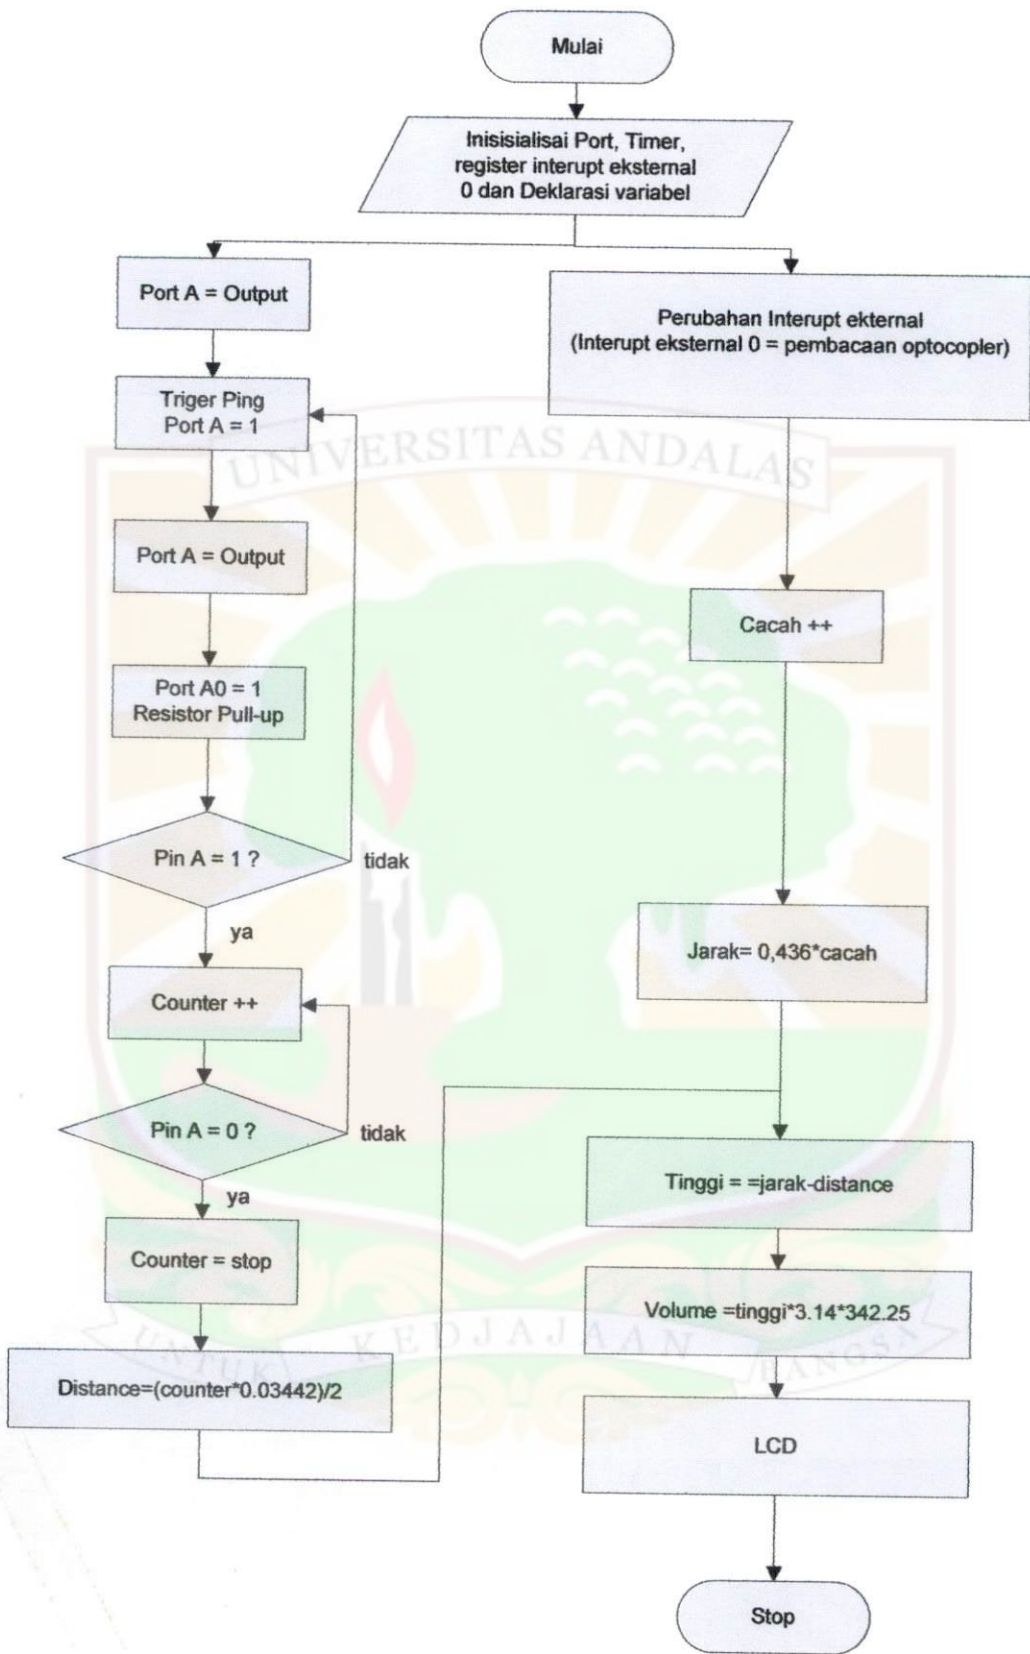 Mulai
Inisisialisai Port, Timer,
register interupt eksternal
0 dan Deklarasi variabel
Port A = Output
Triger Ping
Port A = 1
Port A = Output
Port A0 = 1
Resistor Pull-up
Pin A = 1 ?
tidak
ya
Counter ++
Pin A = 0 ?
tidak
ya
Counter = stop
Distance=(counter*0.03442)/2
Perubahan Interupt ekternal
(Interupt eksternal 0 = pembacaan optocopler)
Cacah ++
Jarak= 0,436*cacah
Tinggi = =jarak-distance
Volume =tinggi*3.14*342.25
LCD
Stop
UNIVERSITAS ANDALAS
UNTUK KEDJAJAAN BANGSA